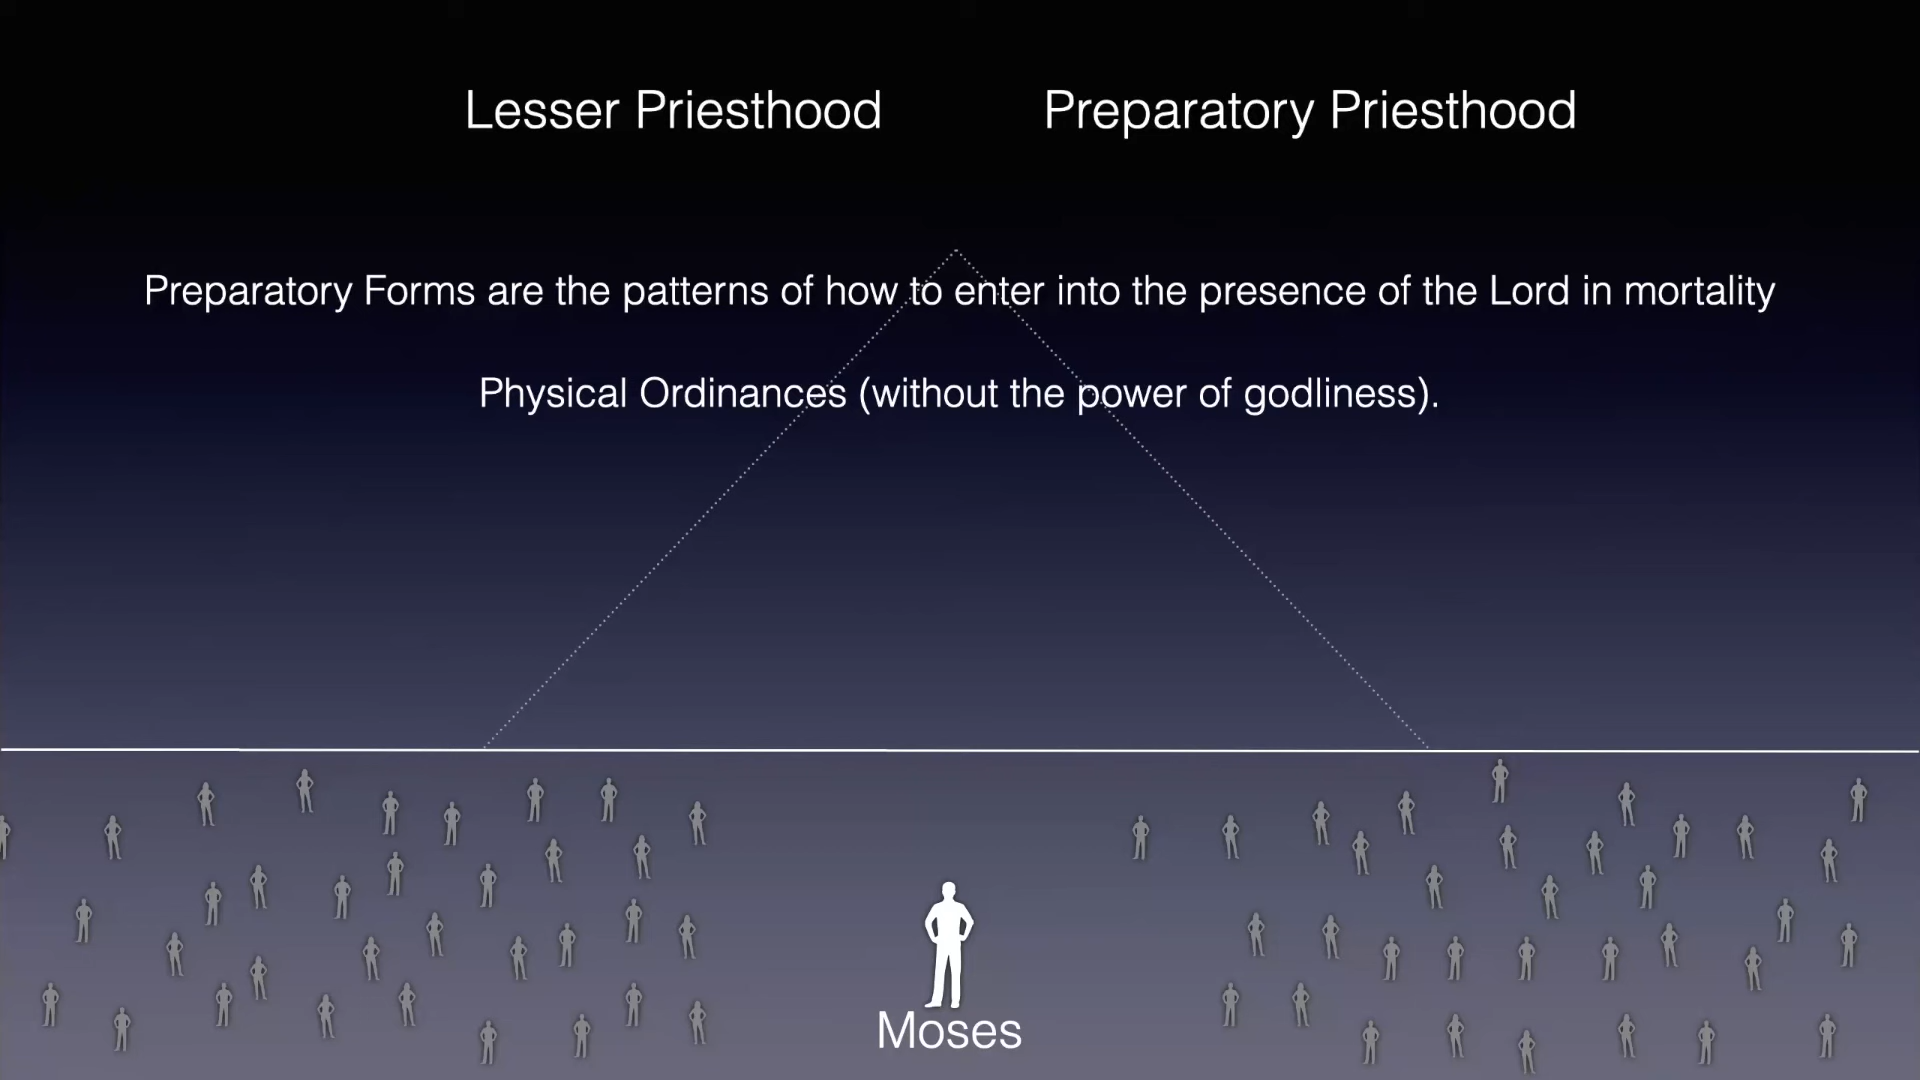 Lesser Priesthood Preparatory Priesthood
Preparatory Forms are the patterns of how to enter into the presence of the Lord in mortality
Physical Ordinances (without the power of godliness).
Moses